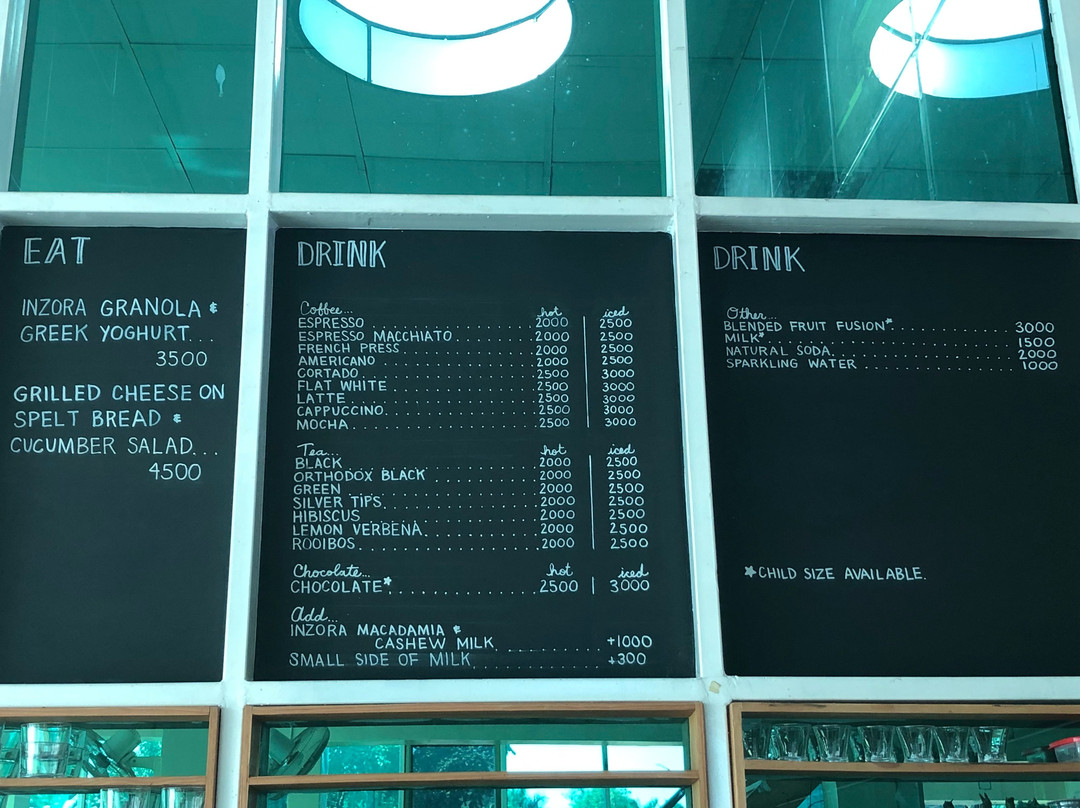 EAT
INZORA GRANOLA &
GREEK YOGHURT...
3500
GRILLED CHEESE ON
SPELT BREAD &
CUCUMBER SALAD...
4500
DRINK
Coffee... hot iced
ESPRESSO 2000 2500
ESPRESSO MACCHIATO 2000 2500
FRENCH PRESS 2000 2500
AMERICANO 2000 2500
CORTADO 2500 3000
FLAT WHITE 2500 3000
LATTE 2500 3000
CAPPUCCINO 2500 3000
MOCHA 2500 3000
Tea... hot iced
BLACK 2000 2500
ORTHODOX BLACK 2000 2500
GREEN 2000 2500
SILVER TIPS 2000 2500
HIBISCUS 2000 2500
LEMON VERBENA 2000 2500
ROOIBOS 2000 2500
Chocolate... hot iced
CHOCOLATE* 2500 3000
Add...
INZORA MACADAMIA &
CASHEW MILK +1000
SMALL SIDE OF MILK +300
DRINK
Other...
BLENDED FRUIT FUSION* 3000
MILK* 1500
NATURAL SODA 2000
SPARKLING WATER 1000
*CHILD SIZE AVAILABLE.